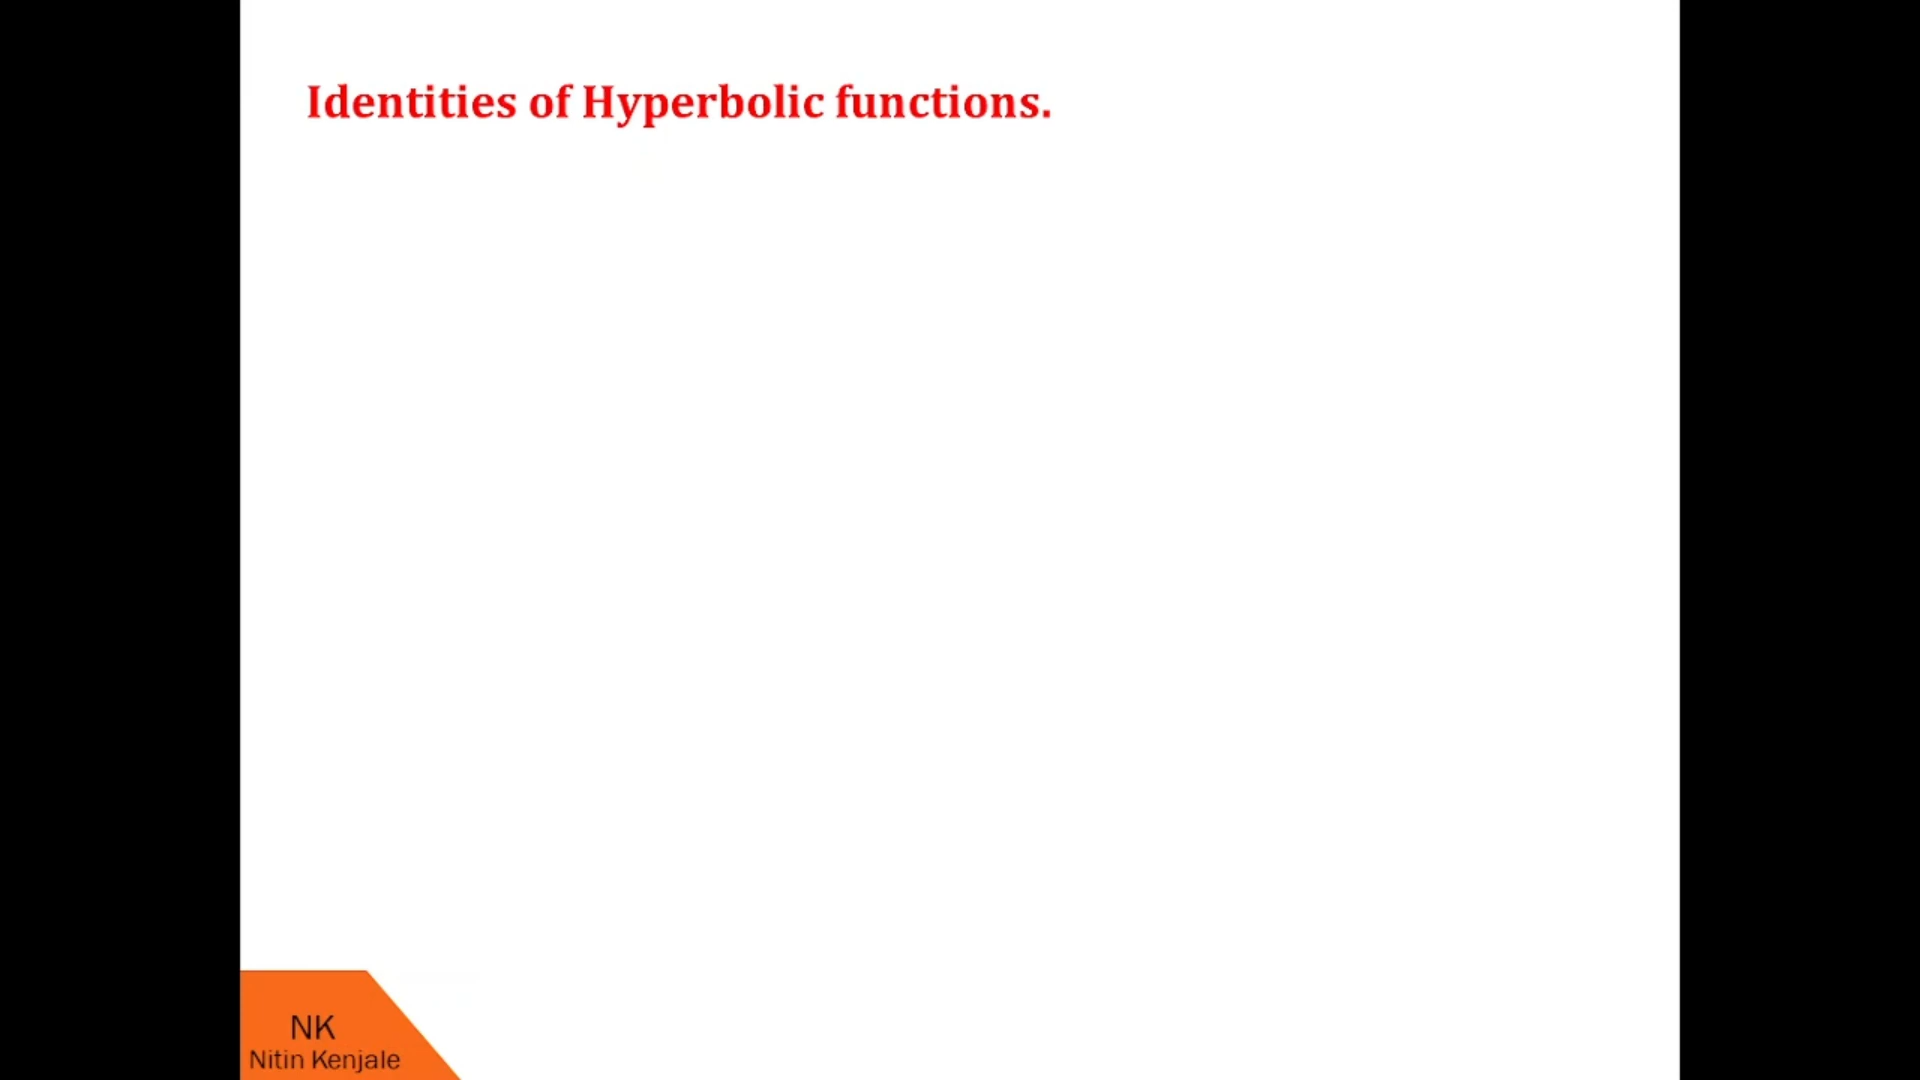 Identities of Hyperbolic functions.
NK
Nitin Kenjale